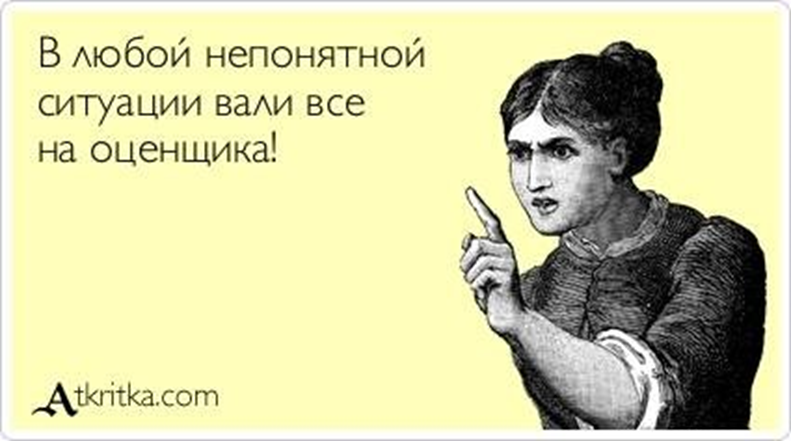 В любой непонятной
ситуации вали все
на оценщика!
Atkritka.com